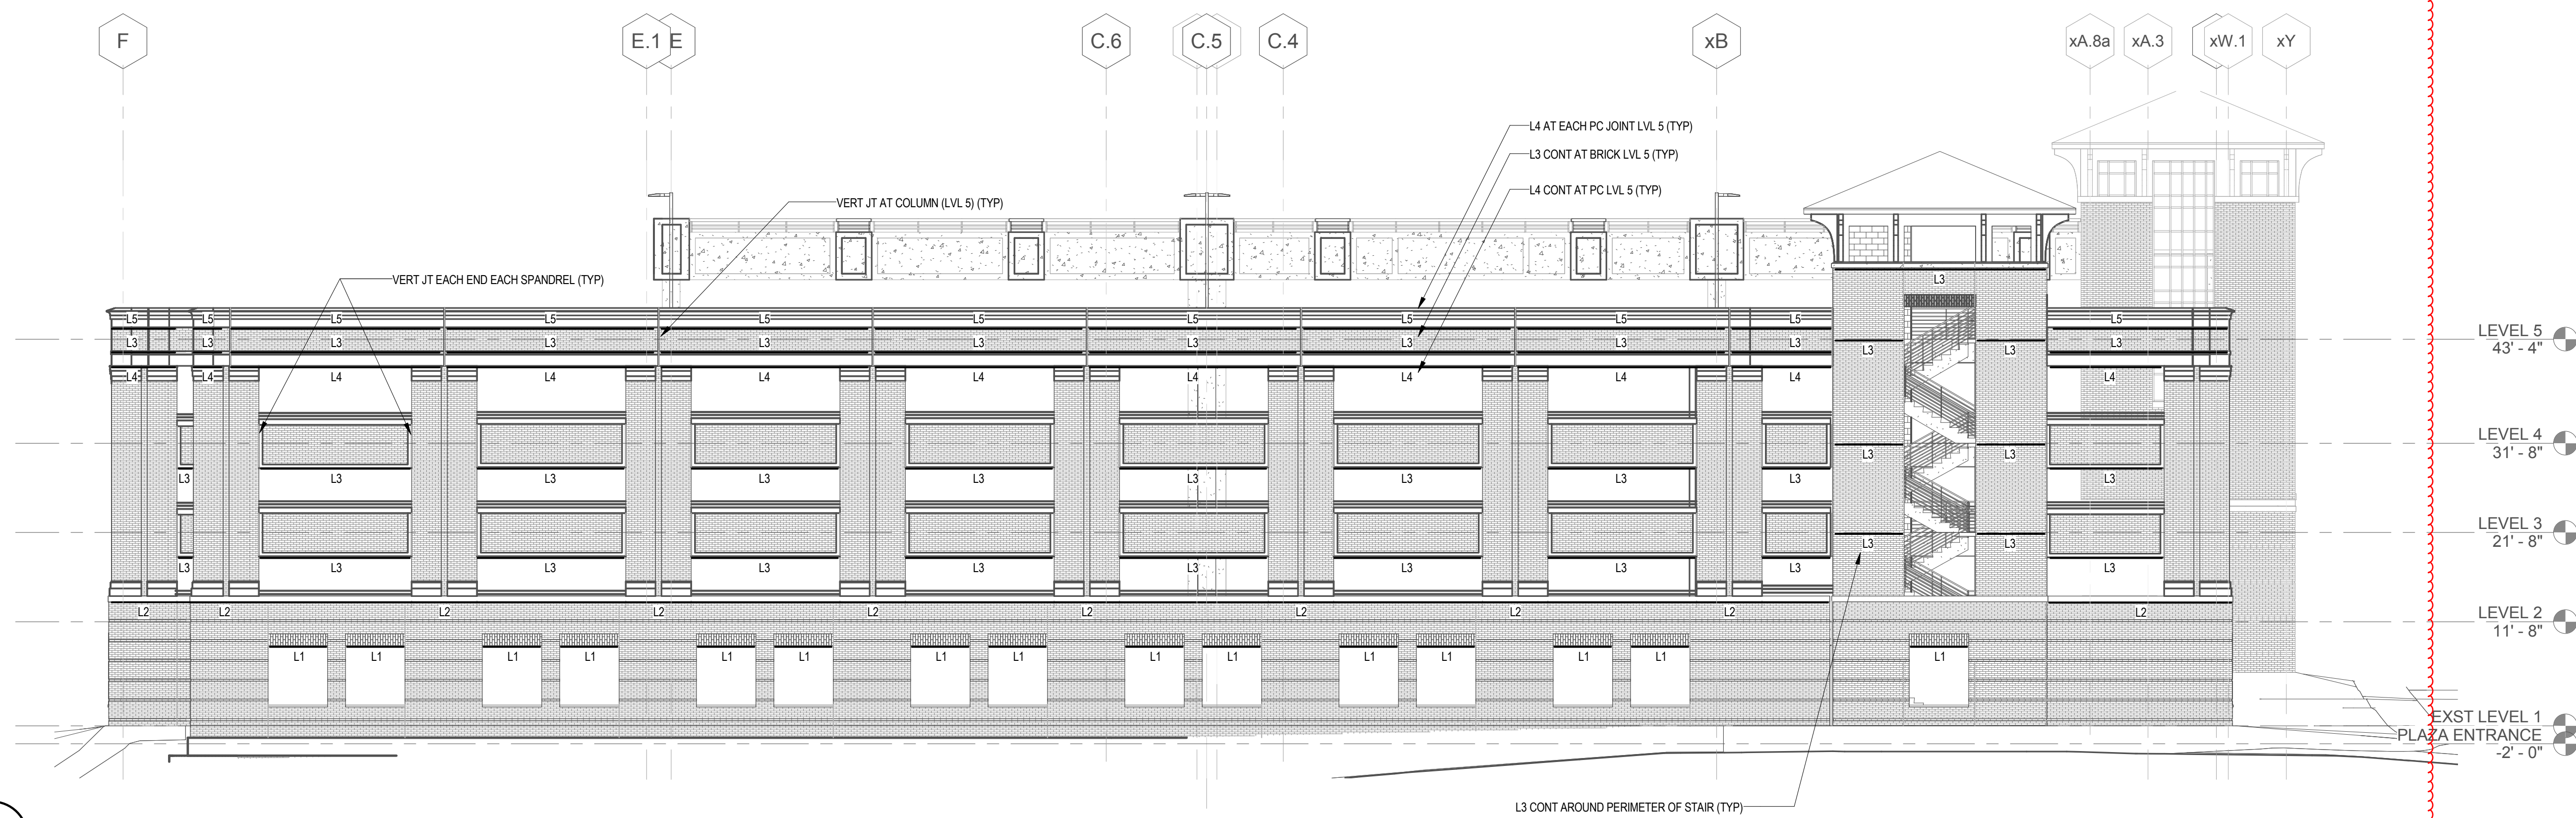 F E.1 E C.6 C.5 C.4 xB xA.8a xA.3 xW.1 xY
L4 AT EACH PC JOINT LVL 5 (TYP)
L3 CONT AT BRICK LVL 5 (TYP)
L4 CONT AT PC LVL 5 (TYP)
VERT JT AT COLUMN (LVL 5) (TYP)
VERT JT EACH END EACH SPANDREL (TYP)
L3
L5 L5 L5 L5 L5 L5 L5 L5 L5 L5 L5
LEVEL 5
43' - 4"
L3 L3 L3 L3 L3 L3 L3 L3 L3 L3 L3
L3 L3
L4 L4 L4 L4 L4 L4 L4 L4 L4 L4 L4
LEVEL 4
31' - 8"
L3 L3
L3 L3 L3 L3 L3 L3 L3 L3 L3 L3
LEVEL 3
21' - 8"
L3 L3
L3 L3 L3 L3 L3 L3 L3 L3 L3 L3
L2 L2 L2 L2 L2 L2 L2 L2 L2 L2
LEVEL 2
11' - 8"
L1 L1 L1 L1 L1 L1 L1 L1 L1 L1 L1 L1 L1 L1 L1
EXST LEVEL 1
PLAZA ENTRANCE
-2' - 0"
L3 CONT AROUND PERIMETER OF STAIR (TYP)